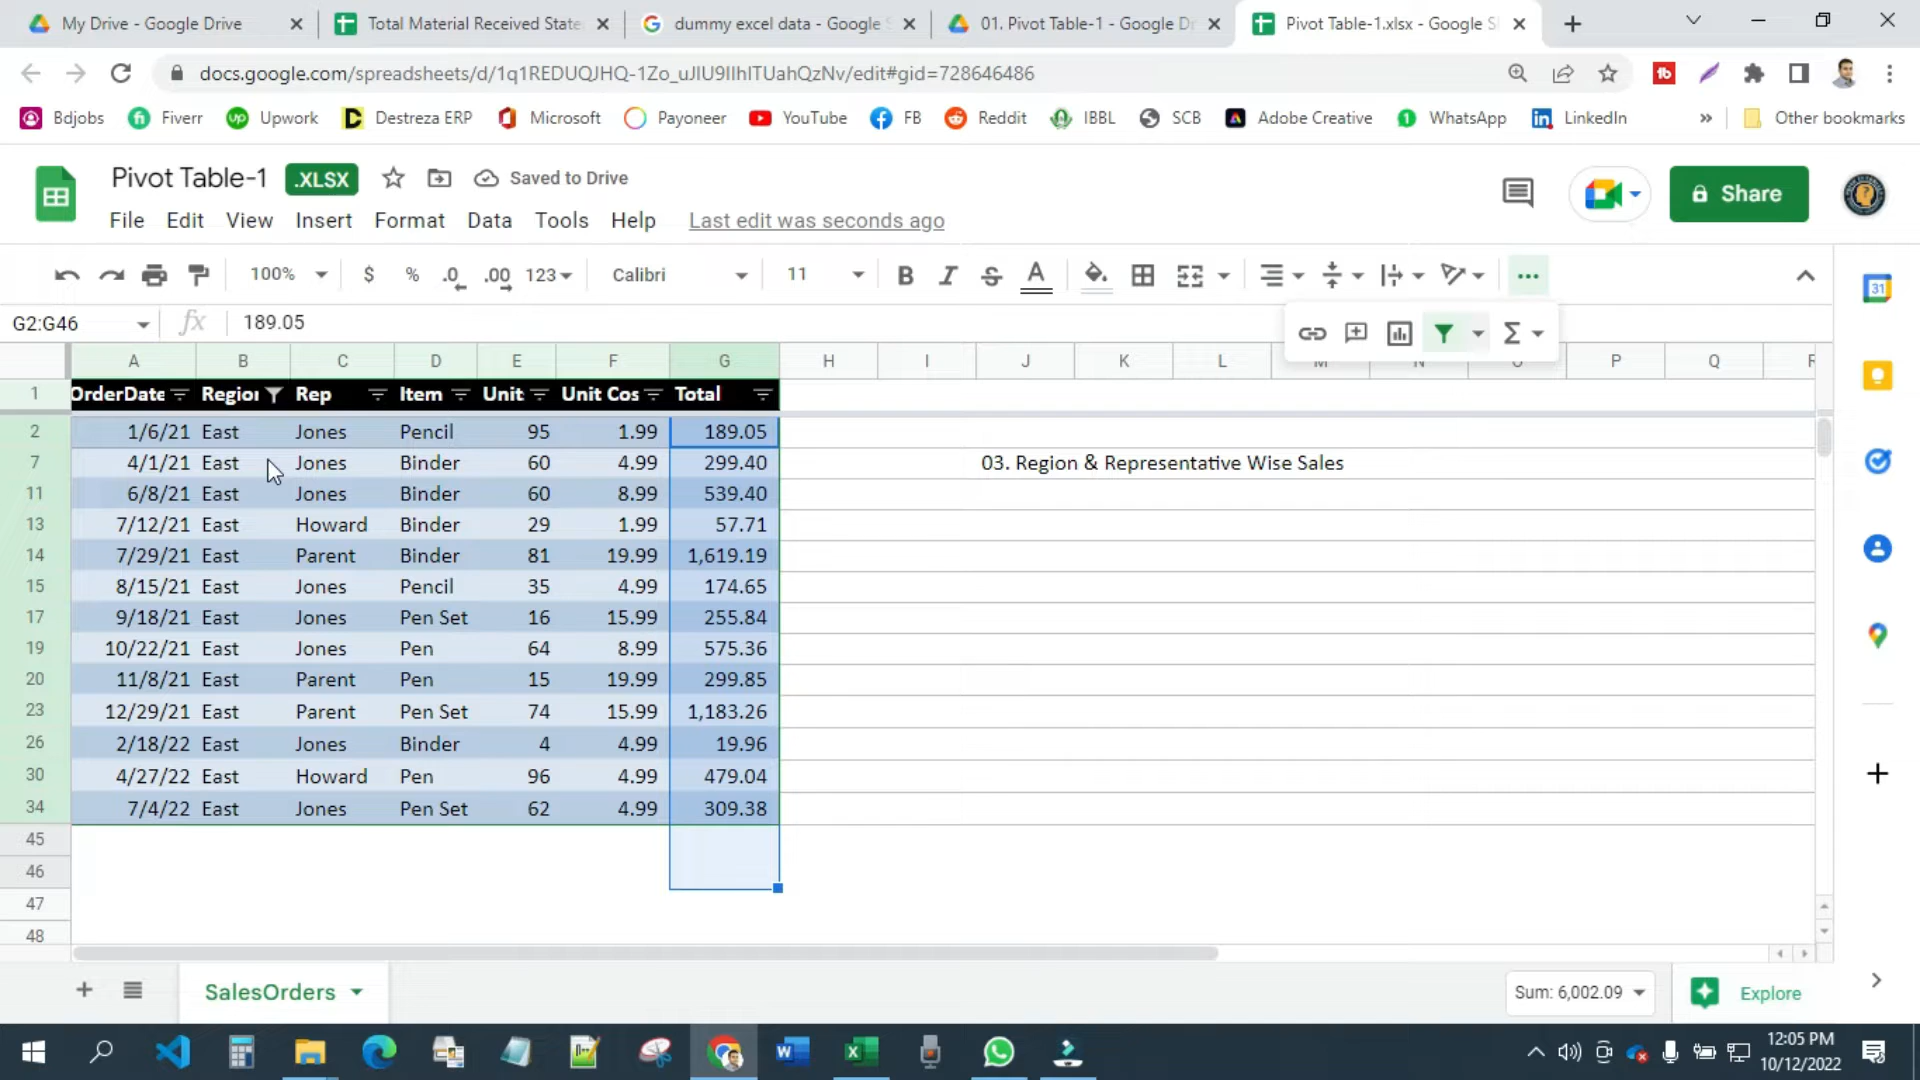 My Drive - Google Drive
Total Material Received State
dummy excel data - Google S
01. Pivot Table-1 - Google Dr
Pivot Table-1.xlsx - Google S
docs.google.com/spreadsheets/d/1q1REDUQJHQ-1Zo_uJIU9IIhITUahQzNv/edit#gid=728646486
Bdjobs Fiverr Upwork Destreza ERP Microsoft Payoneer YouTube FB Reddit IBBL SCB Adobe Creative WhatsApp LinkedIn » Other bookmarks
Pivot Table-1 .XLSX Saved to Drive
Share
File Edit View Insert Format Data Tools Help Last edit was seconds ago
100% $ % .0 .00 123 Calibri 11 B I S A
G2:G46 fx 189.05
A B C D E F G H I J K L M N O P Q R
1 OrderDate Region Rep Item Unit Unit Cos Total
2 1/6/21 East Jones Pencil 95 1.99 189.05
7 4/1/21 East Jones Binder 60 4.99 299.40 03. Region & Representative Wise Sales
11 6/8/21 East Jones Binder 60 8.99 539.40
13 7/12/21 East Howard Binder 29 1.99 57.71
14 7/29/21 East Parent Binder 81 19.99 1,619.19
15 8/15/21 East Jones Pencil 35 4.99 174.65
17 9/18/21 East Jones Pen Set 16 15.99 255.84
19 10/22/21 East Jones Pen 64 8.99 575.36
20 11/8/21 East Parent Pen 15 19.99 299.85
23 12/29/21 East Parent Pen Set 74 15.99 1,183.26
26 2/18/22 East Jones Binder 4 4.99 19.96
30 4/27/22 East Howard Pen 96 4.99 479.04
34 7/4/22 East Jones Pen Set 62 4.99 309.38
45
46
47
48
SalesOrders
Sum: 6,002.09
Explore
12:05 PM
10/12/2022